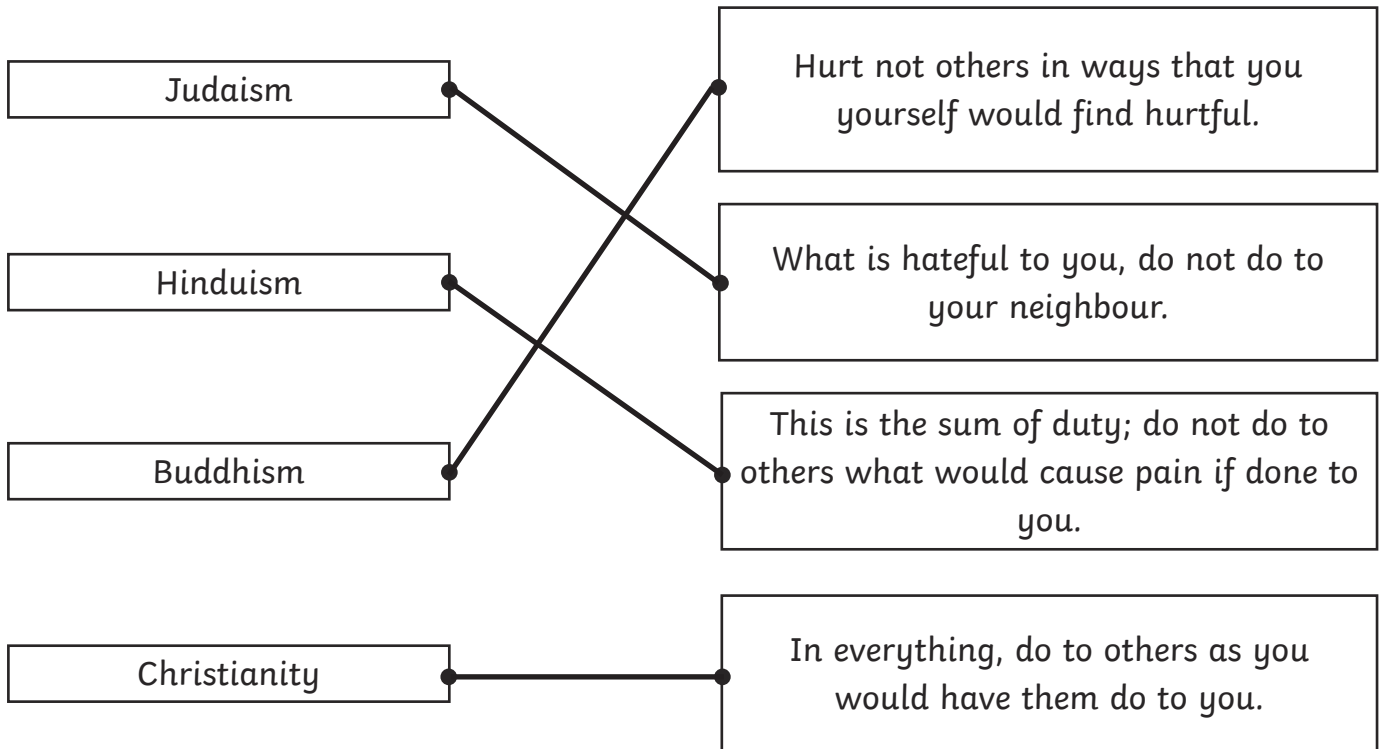 Judaism
Hurt not others in ways that you
yourself would find hurtful.
Hinduism
What is hateful to you, do not do to
your neighbour.
Buddhism
This is the sum of duty; do not do to
others what would cause pain if done to
you.
Christianity
In everything, do to others as you
would have them do to you.